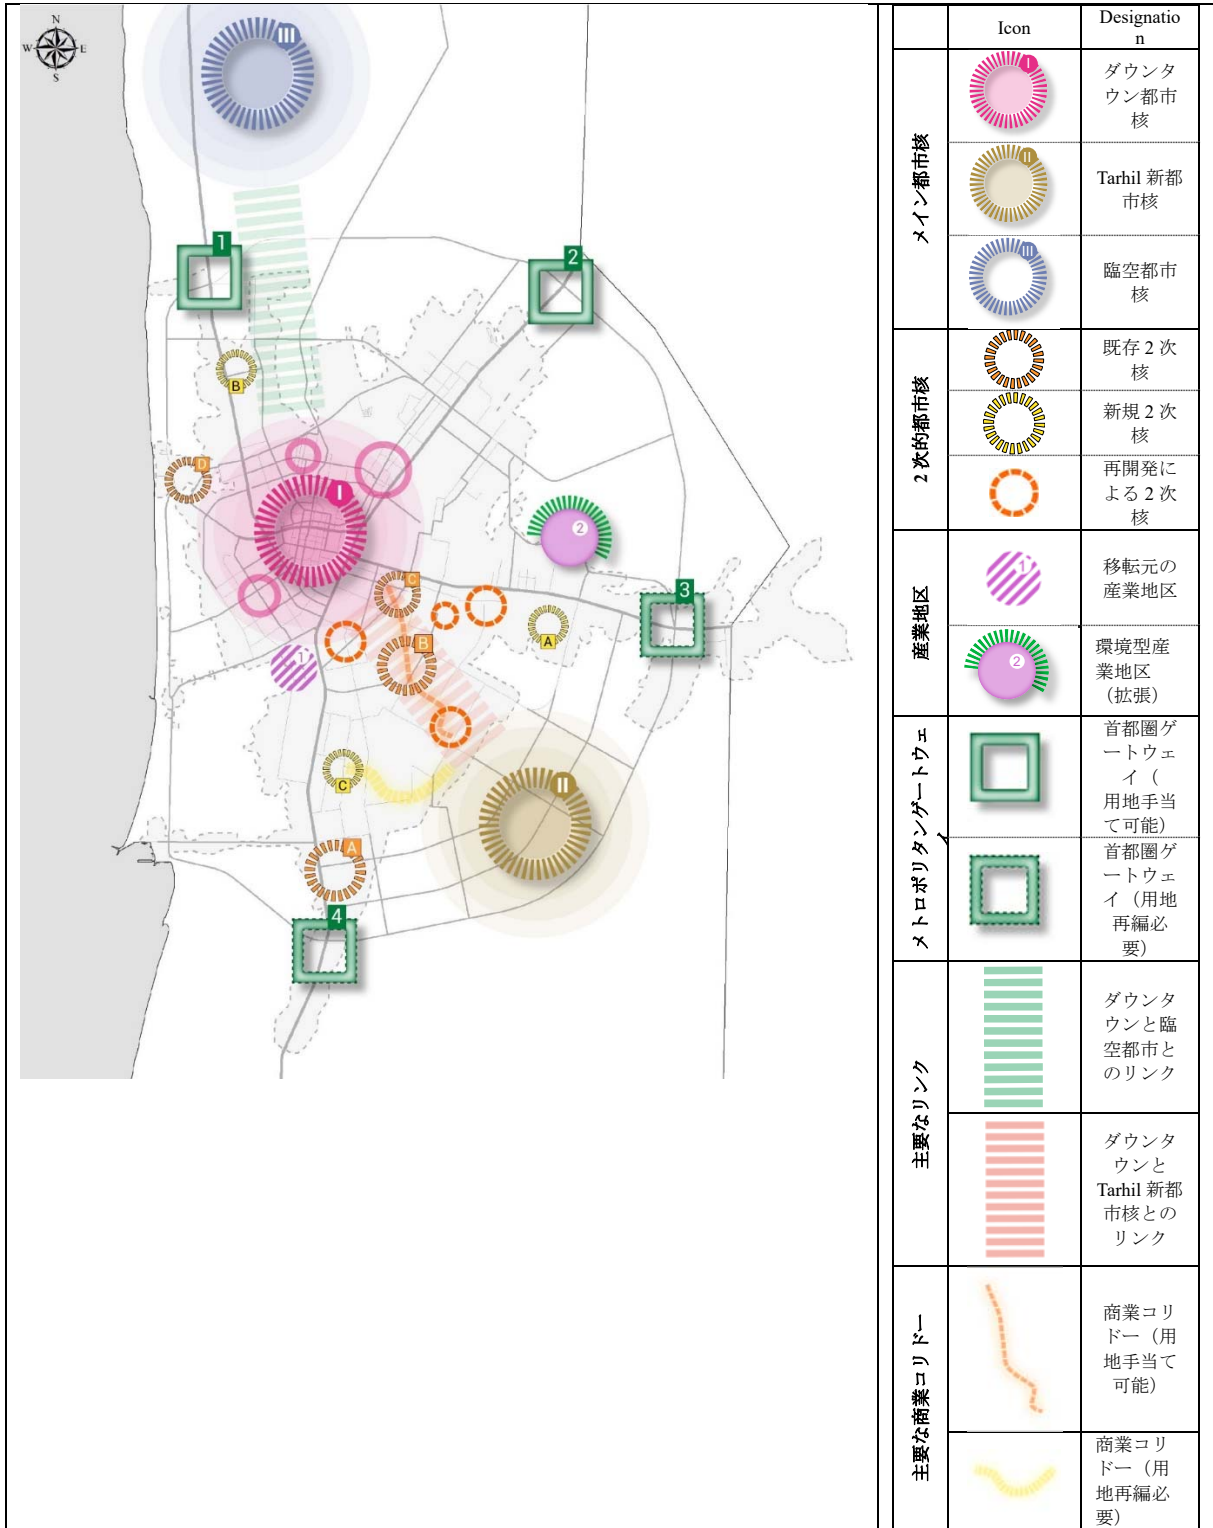 N
W
E
S
III
1
2
B
D
I
2
C
3
A
B
1
C
II
A
4
Icon
Designatio
n
メイン都市核
I
ダウンタ
ウン都市
核
II
Tarhil 新都
市核
III
臨空都市
核
2 次的都市核
既存 2 次
核
新規 2 次
核
再開発に
よる 2 次
核
産業地区
1
移転元の
産業地区
2
環境型産
業地区
（拡張）
メトロポリタンゲートウェ
イ
首都圏ゲ
ートウェ
イ（
用地手当
て可能）
首都圏ゲ
ートウェ
イ（用地
再編必
要）
主要なリンク
ダウンタ
ウンと臨
空都市と
のリンク
ダウンタ
ウンと
Tarhil 新都
市核との
リンク
主要な商業コリドー
商業コリ
ドー（用
地手当て
可能）
商業コリ
ドー（用
地再編必
要）